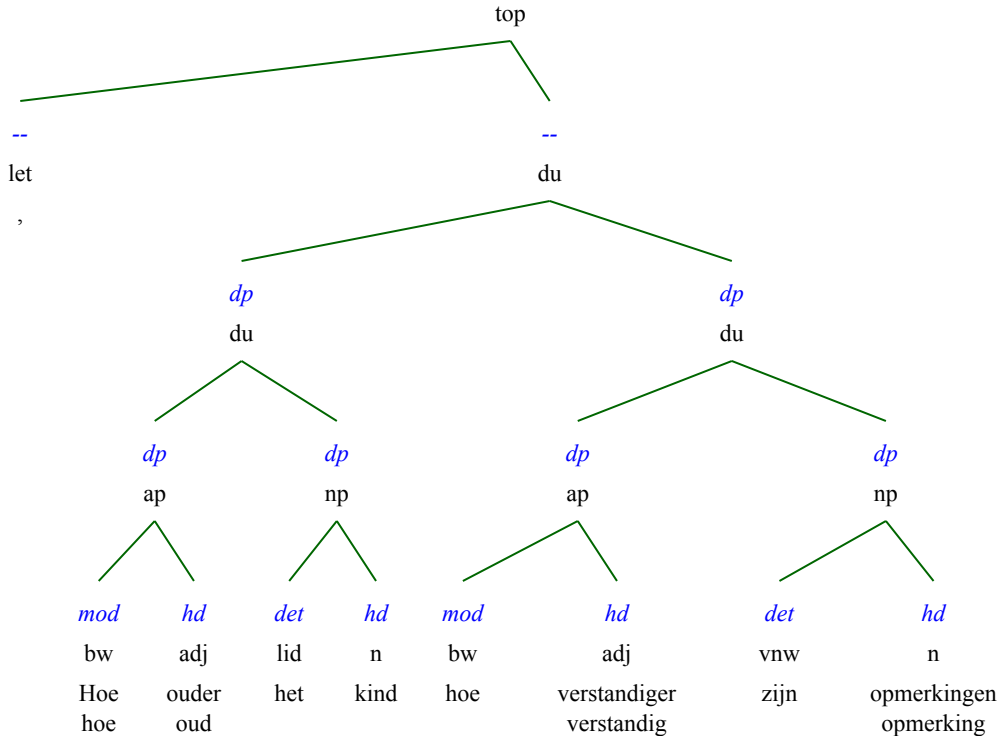 top
-- --
let du
,
dp dp
du du
dp dp dp dp
ap np ap np
mod hd det hd mod hd det hd
bw adj lid n bw adj vnw n
Hoe ouder het kind hoe verstandiger zijn opmerkingen
hoe oud verstandig opmerking